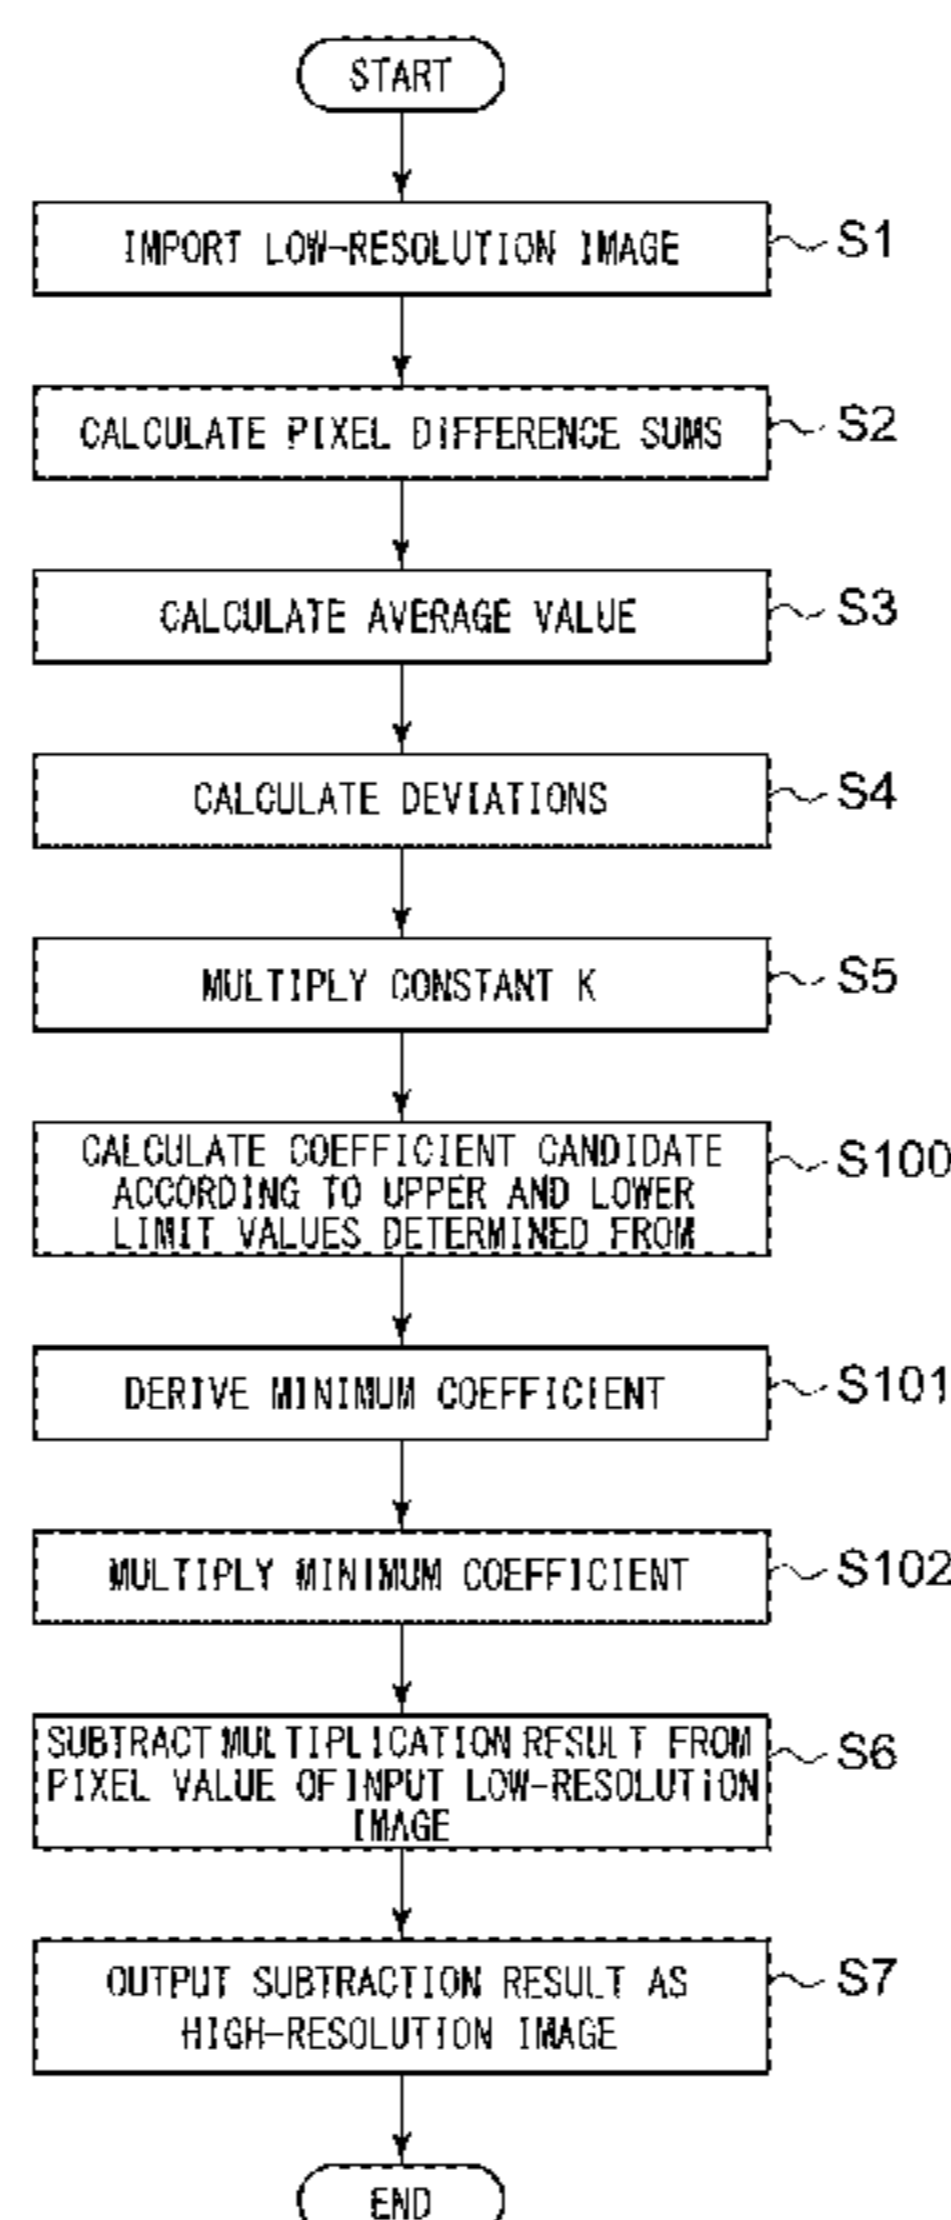 START
IMPORT LOW-RESOLUTION IMAGE
S1
CALCULATE PIXEL DIFFERENCE SUMS
S2
CALCULATE AVERAGE VALUE
S3
CALCULATE DEVIATIONS
S4
MULTIPLY CONSTANT K
S5
CALCULATE COEFFICIENT CANDIDATE
ACCORDING TO UPPER AND LOWER
LIMIT VALUES DETERMINED FROM
S100
DERIVE MINIMUM COEFFICIENT
S101
MULTIPLY MINIMUM COEFFICIENT
S102
SUBTRACT MULTIPLICATION RESULT FROM
PIXEL VALUE OF INPUT LOW-RESOLUTION
IMAGE
S6
OUTPUT SUBTRACTION RESULT AS
HIGH-RESOLUTION IMAGE
S7
END